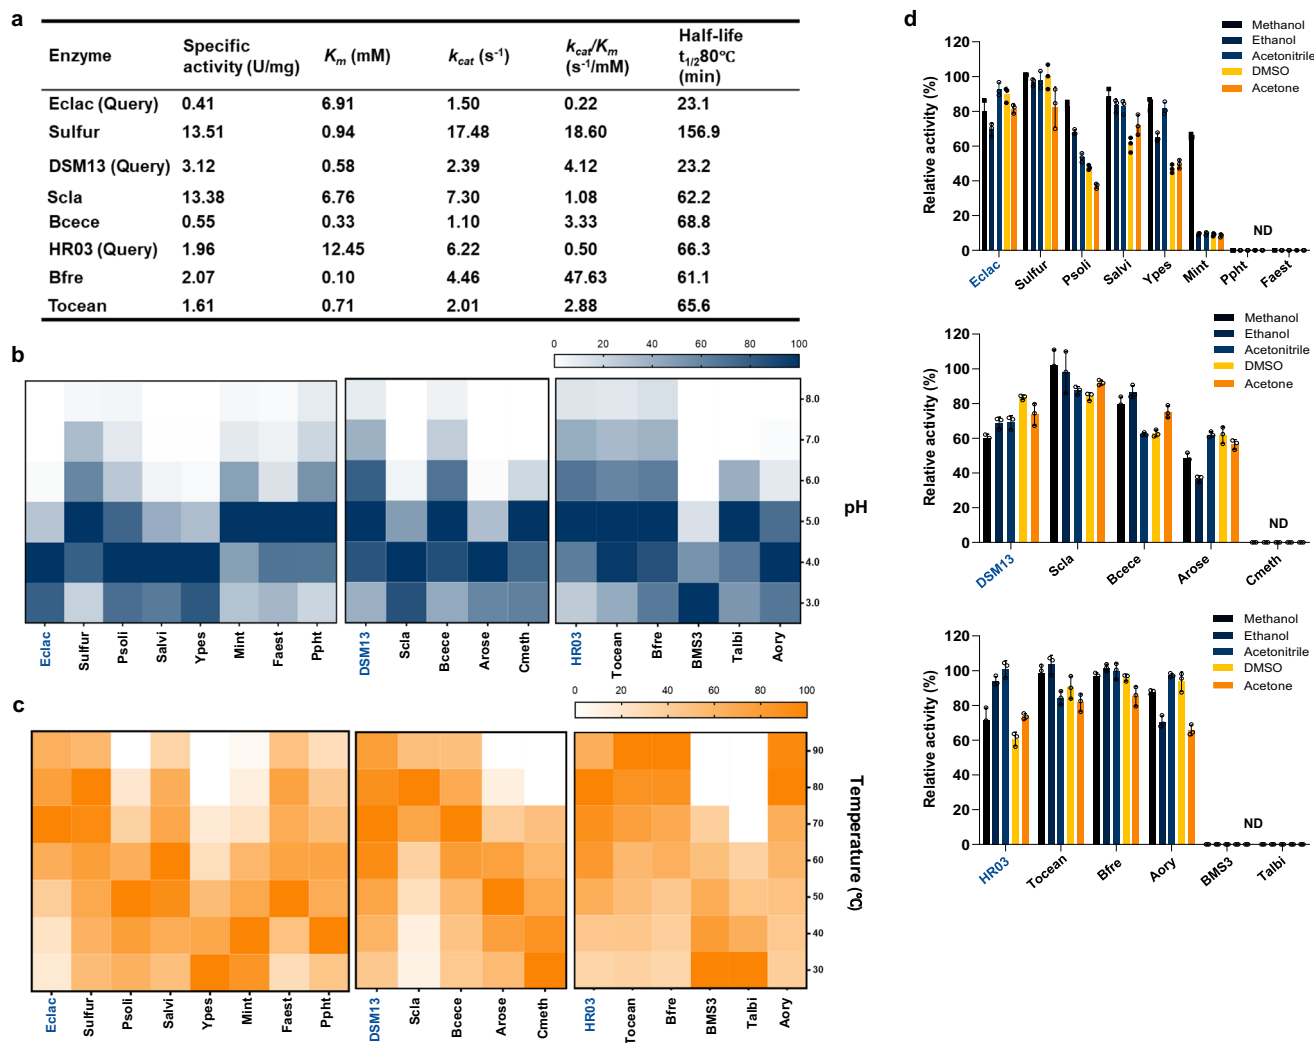 a
Enzyme Specific activity (U/mg) Km (mM) kcat (s-1) kcat/Km (s-1/mM) Half-life t1/280℃ (min)
Eclac (Query) 0.41 6.91 1.50 0.22 23.1
Sulfur 13.51 0.94 17.48 18.60 156.9
DSM13 (Query) 3.12 0.58 2.39 4.12 23.2
Scla 13.38 6.76 7.30 1.08 62.2
Bcece 0.55 0.33 1.10 3.33 68.8
HR03 (Query) 1.96 12.45 6.22 0.50 66.3
Bfre 2.07 0.10 4.46 47.63 61.1
Tocean 1.61 0.71 2.01 2.88 65.6
b
0 20 40 60 80 100
8.0
7.0
6.0
5.0
4.0
3.0
pH
Eclac Sulfur Psoli Salvi Ypes Mint Faest Ppht
DSM13 Scla Bcece Arose Cmeth
HR03 Tocean Bfre BMS3 Talbi Aory
c
0 20 40 60 80 100
90
80
70
60
50
40
30
Temperature (℃)
Eclac Sulfur Psoli Salvi Ypes Mint Faest Ppht
DSM13 Scla Bcece Arose Cmeth
HR03 Tocean Bfre BMS3 Talbi Aory
d
Methanol
Ethanol
Acetonitrile
DMSO
Acetone
Relative activity (%)
120
100
80
60
40
20
0
ND
Eclac Sulfur Psoli Salvi Ypes Mint Ppht Faest
Methanol
Ethanol
Acetonitrile
DMSO
Acetone
Relative activity (%)
120
100
80
60
40
20
0
ND
DSM13 Scla Bcece Arose Cmeth
Methanol
Ethanol
Acetonitrile
DMSO
Acetone
Relative activity (%)
120
100
80
60
40
20
0
ND
HR03 Tocean Bfre Aory BMS3 Talbi